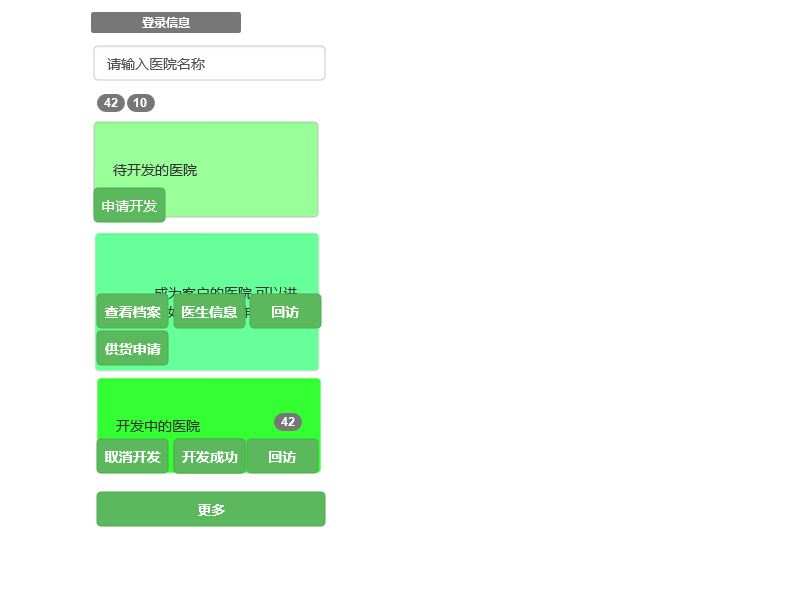 登录信息
请输入医院名称
42 10
待开发的医院
申请开发
成为客户的医院 可以进
查看档案 医生信息 回访
供货申请
开发中的医院 42
取消开发 开发成功 回访
更多